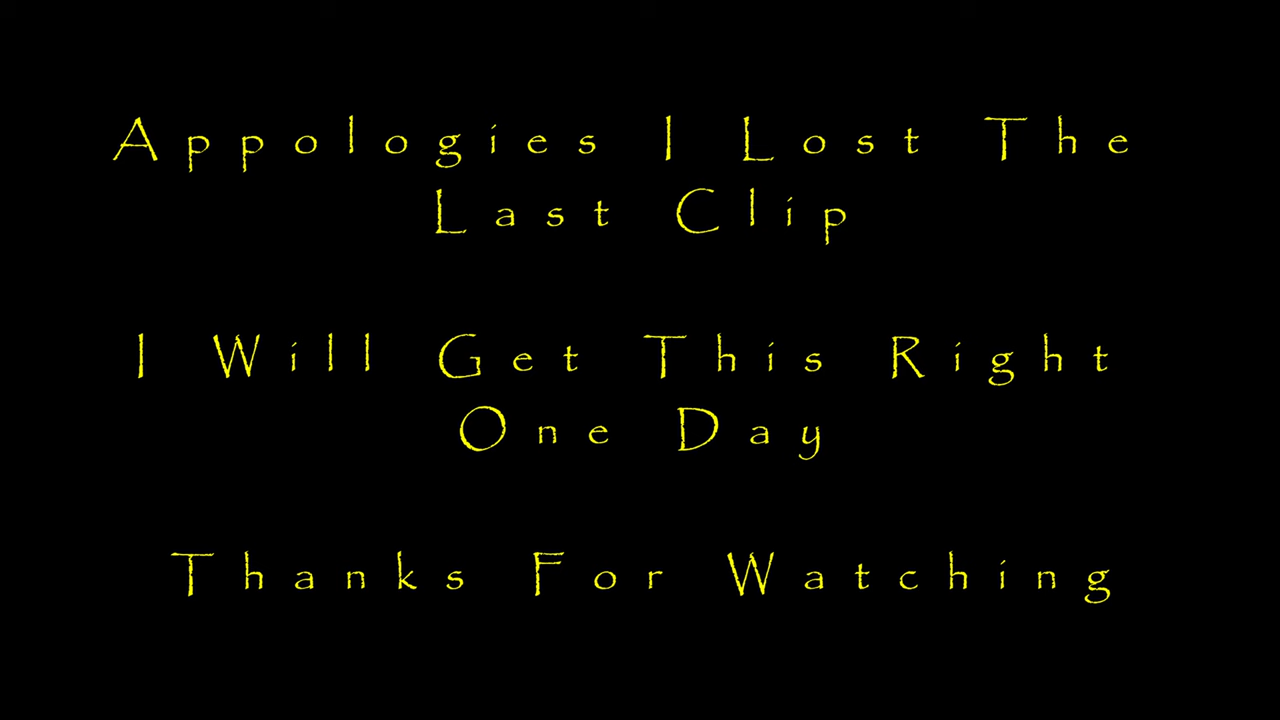 Appologies I Lost The
Last Clip
I Will Get This Right
One Day
Thanks For Watching